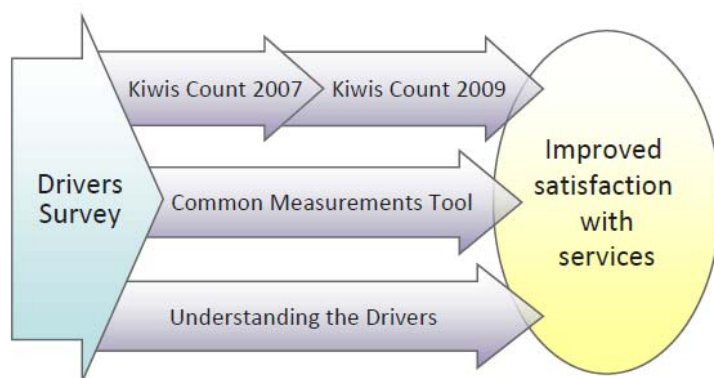 Drivers
Survey
Kiwis Count 2007
Kiwis Count 2009
Common Measurements Tool
Understanding the Drivers
Improved
satisfaction
with
services